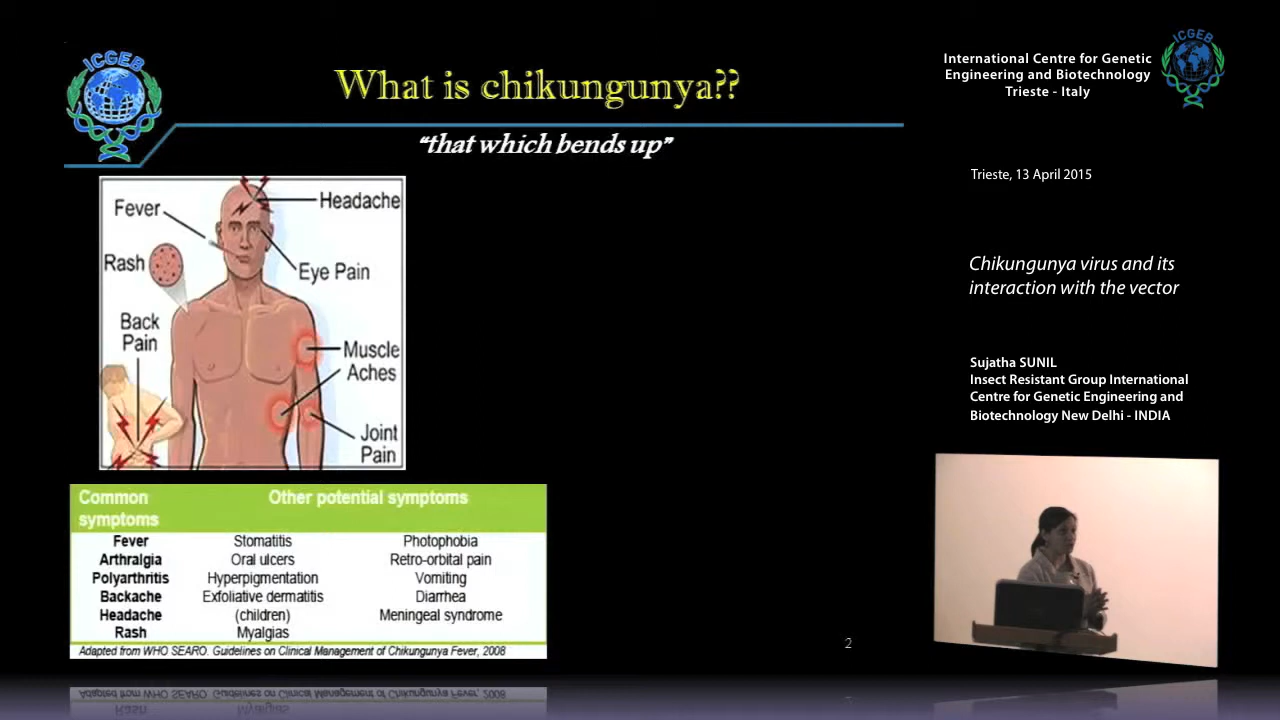 ICGEB
What is chikungunya??
“that which bends up”
Headache
Fever
Rash
Eye Pain
Back
Pain
Muscle
Aches
Joint
Pain
Common symptoms Other potential symptoms
Fever Stomatitis Photophobia
Arthralgia Oral ulcers Retro-orbital pain
Polyarthritis Hyperpigmentation Vomiting
Backache Exfoliative dermatitis Diarrhea
Headache (children) Meningeal syndrome
Rash Myalgias
Adapted from WHO SEARO. Guidelines on Clinical Management of Chikungunya Fever, 2008
2
International Centre for Genetic
Engineering and Biotechnology
Trieste - Italy
ICGEB
Trieste, 13 April 2015
Chikungunya virus and its
interaction with the vector
Sujatha SUNIL
Insect Resistant Group International
Centre for Genetic Engineering and
Biotechnology New Delhi - INDIA